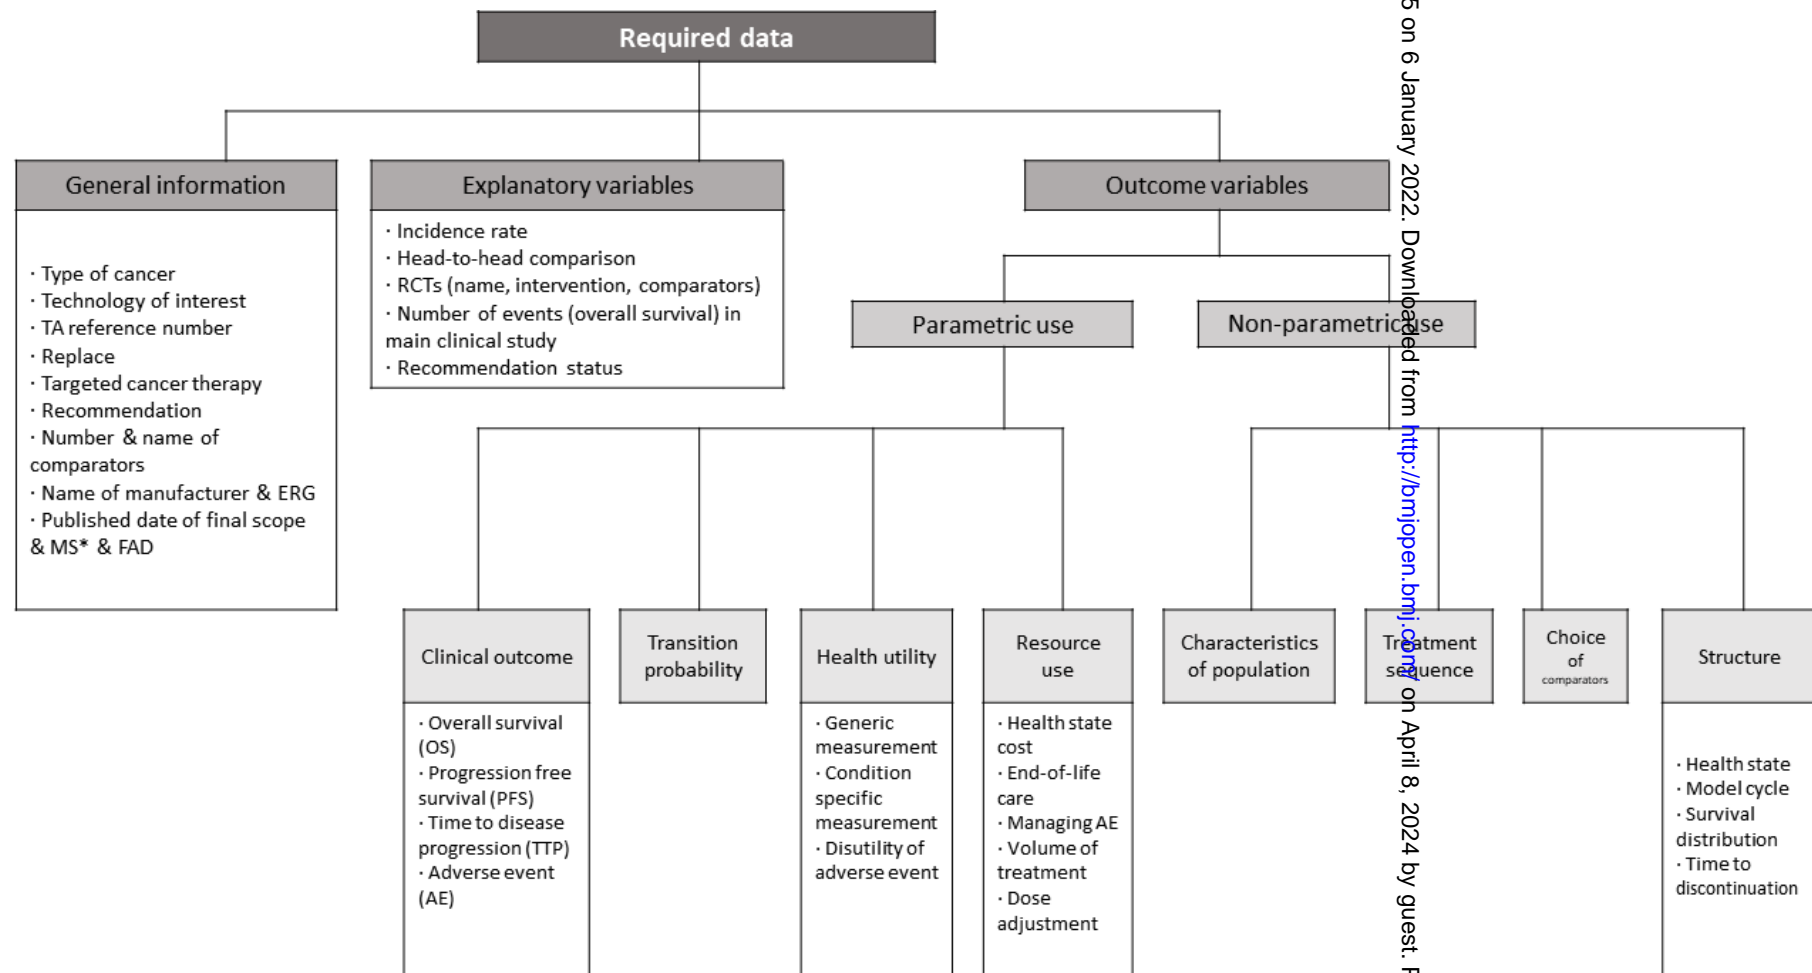 Required data
General information
· Type of cancer
· Technology of interest
· TA reference number
· Replace
· Targeted cancer therapy
· Recommendation
· Number & name of
comparators
· Name of manufacturer & ERG
· Published date of final scope
& MS* & FAD
Explanatory variables
· Incidence rate
· Head-to-head comparison
· RCTs (name, intervention, comparators)
· Number of events (overall survival) in
main clinical study
· Recommendation status
Outcome variables
Parametric use
Non-parametric use
Clinical outcome
· Overall survival
(OS)
· Progression free
survival (PFS)
· Time to disease
progression (TTP)
· Adverse event
(AE)
Transition
probability
Health utility
· Generic
measurement
· Condition
specific
measurement
· Disutility of
adverse event
Resource
use
· Health state
cost
· End-of-life
care
· Managing AE
· Volume of
treatment
· Dose
adjustment
Characteristics
of population
Treatment
sequence
Choice
of
comparators
Structure
· Health state
· Model cycle
· Survival
distribution
· Time to
discontinuation
5 on 6 January 2022. Downloaded from http://bmjopen.bmj.com/ on April 8, 2024 by guest.